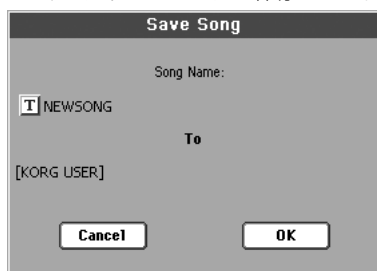 Save Song
Song Name:
T NEWSONG
To
[KORG USER]
Cancel OK